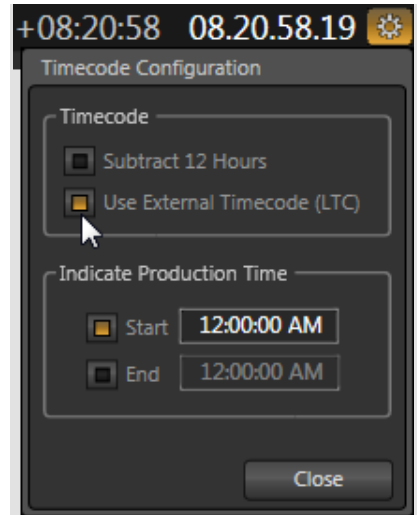 +08:20:58 08.20.58.19
Timecode Configuration
Timecode
Subtract 12 Hours
Use External Timecode (LTC)
Indicate Production Time
Start 12:00:00 AM
End 12:00:00 AM
Close